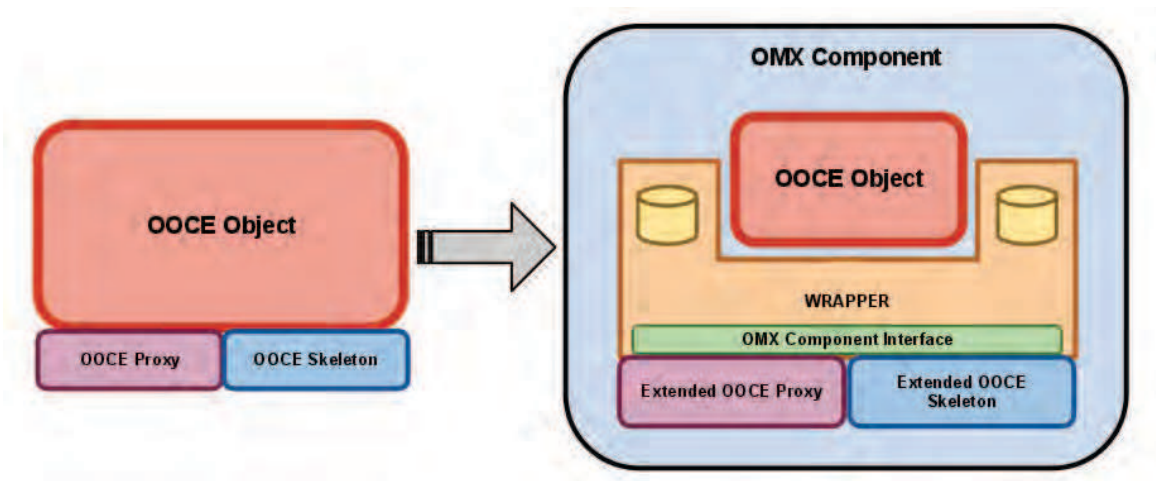 OMX Component
OOCE Object
OOCE Proxy
OOCE Skeleton
OOCE Object
WRAPPER
OMX Component Interface
Extended OOCE Proxy
Extended OOCE
Skeleton